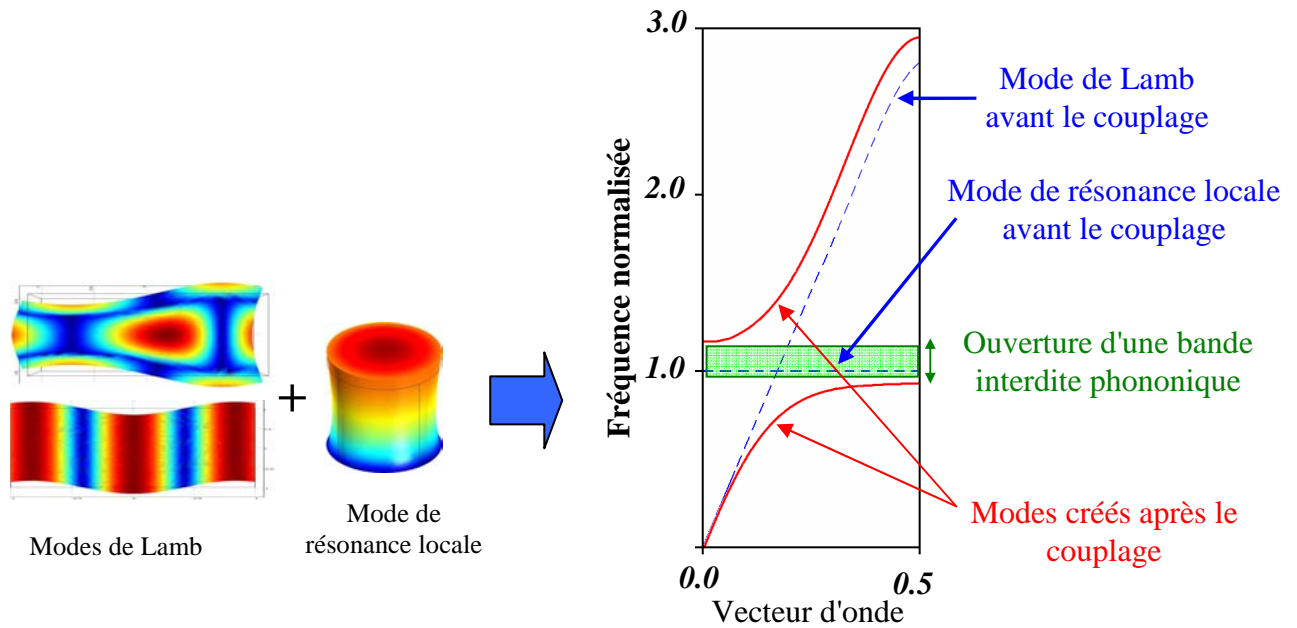 Modes de Lamb
+
Mode de
résonance locale
Fréquence normalisée
3.0
2.0
1.0
0.0
0.5
Vecteur d'onde
Mode de Lamb
avant le couplage
Mode de résonance locale
avant le couplage
Ouverture d'une bande
interdite phononique
Modes créés après le
couplage